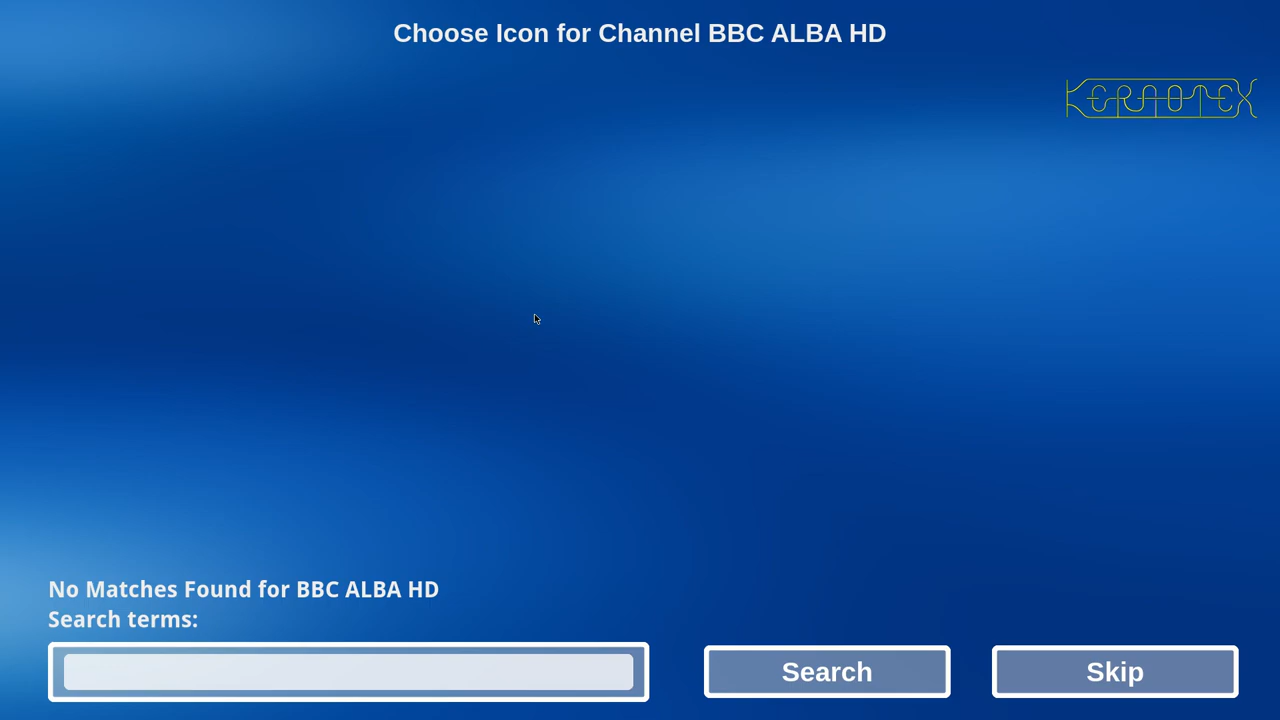 Choose Icon for Channel BBC ALBA HD
KERAOTEX
No Matches Found for BBC ALBA HD
Search terms:
Search
Skip